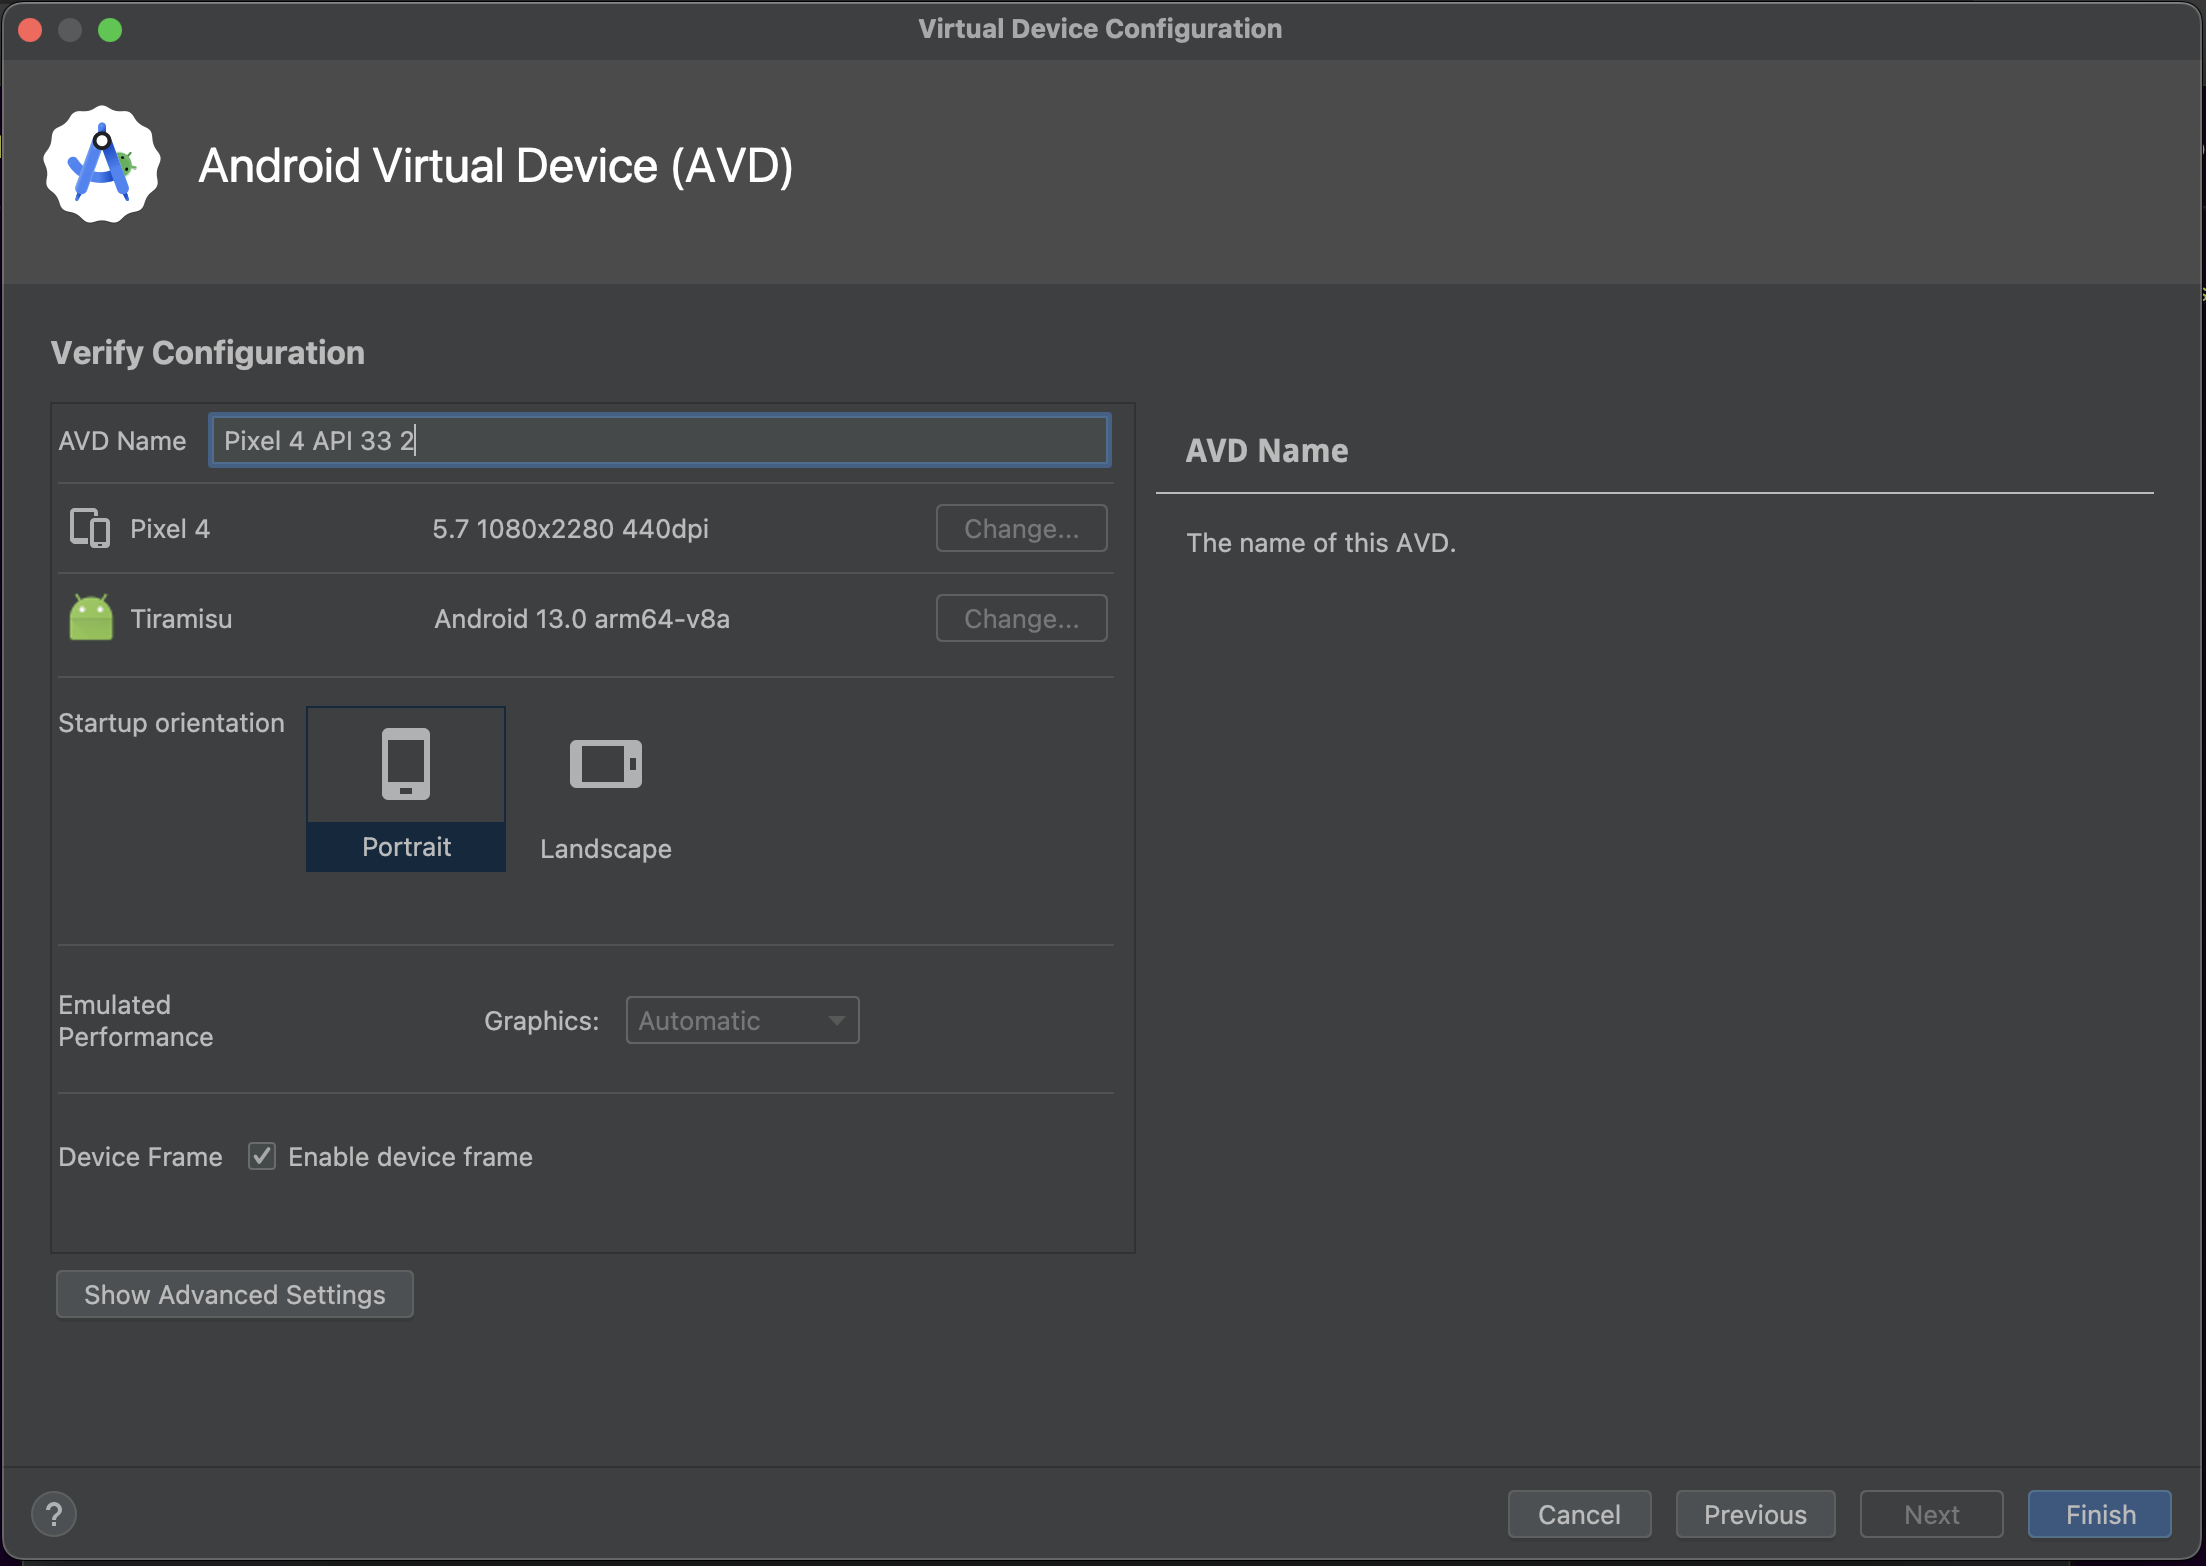 Virtual Device Configuration
Android Virtual Device (AVD)
Verify Configuration
AVD Name
Pixel 4 API 33 2
Pixel 4
5.7 1080x2280 440dpi
Change...
Tiramisu
Android 13.0 arm64-v8a
Change...
Startup orientation
Portrait
Landscape
Emulated
Performance
Graphics:
Automatic
Device Frame
Enable device frame
Show Advanced Settings
AVD Name
The name of this AVD.
?
Cancel
Previous
Next
Finish